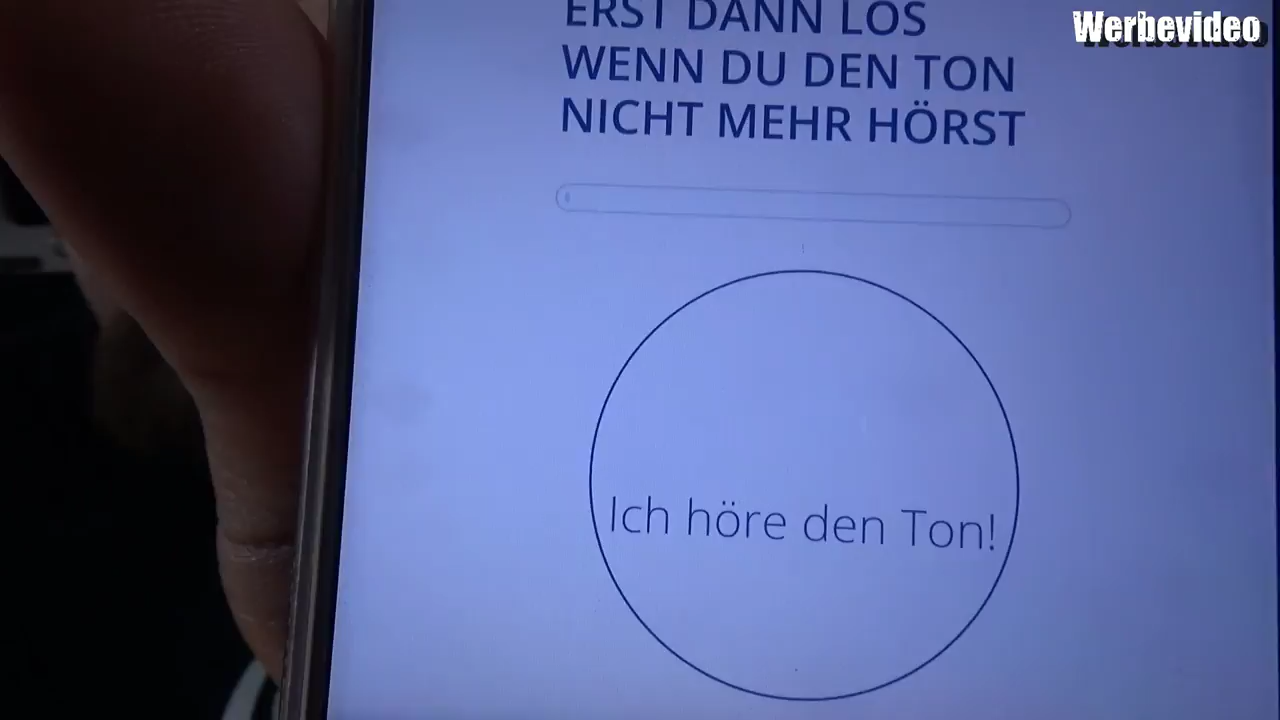 Werbevideo
ERST DANN LOS
WENN DU DEN TON
NICHT MEHR HÖRST
Ich höre den Ton!